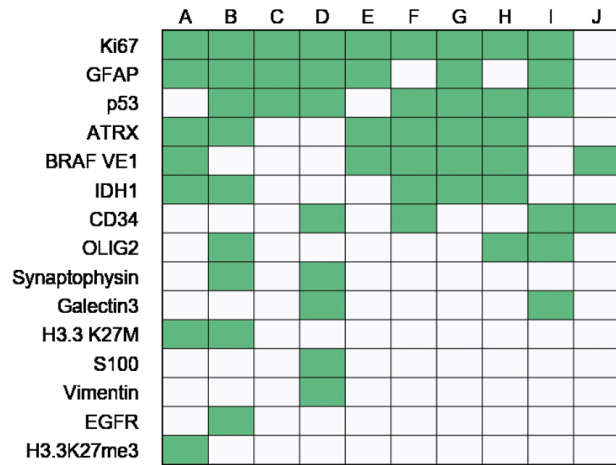 A B C D E F G H I J
Ki67
GFAP
p53
ATRX
BRAF VE1
IDH1
CD34
OLIG2
Synaptophysin
Galectin3
H3.3 K27M
S100
Vimentin
EGFR
H3.3K27me3